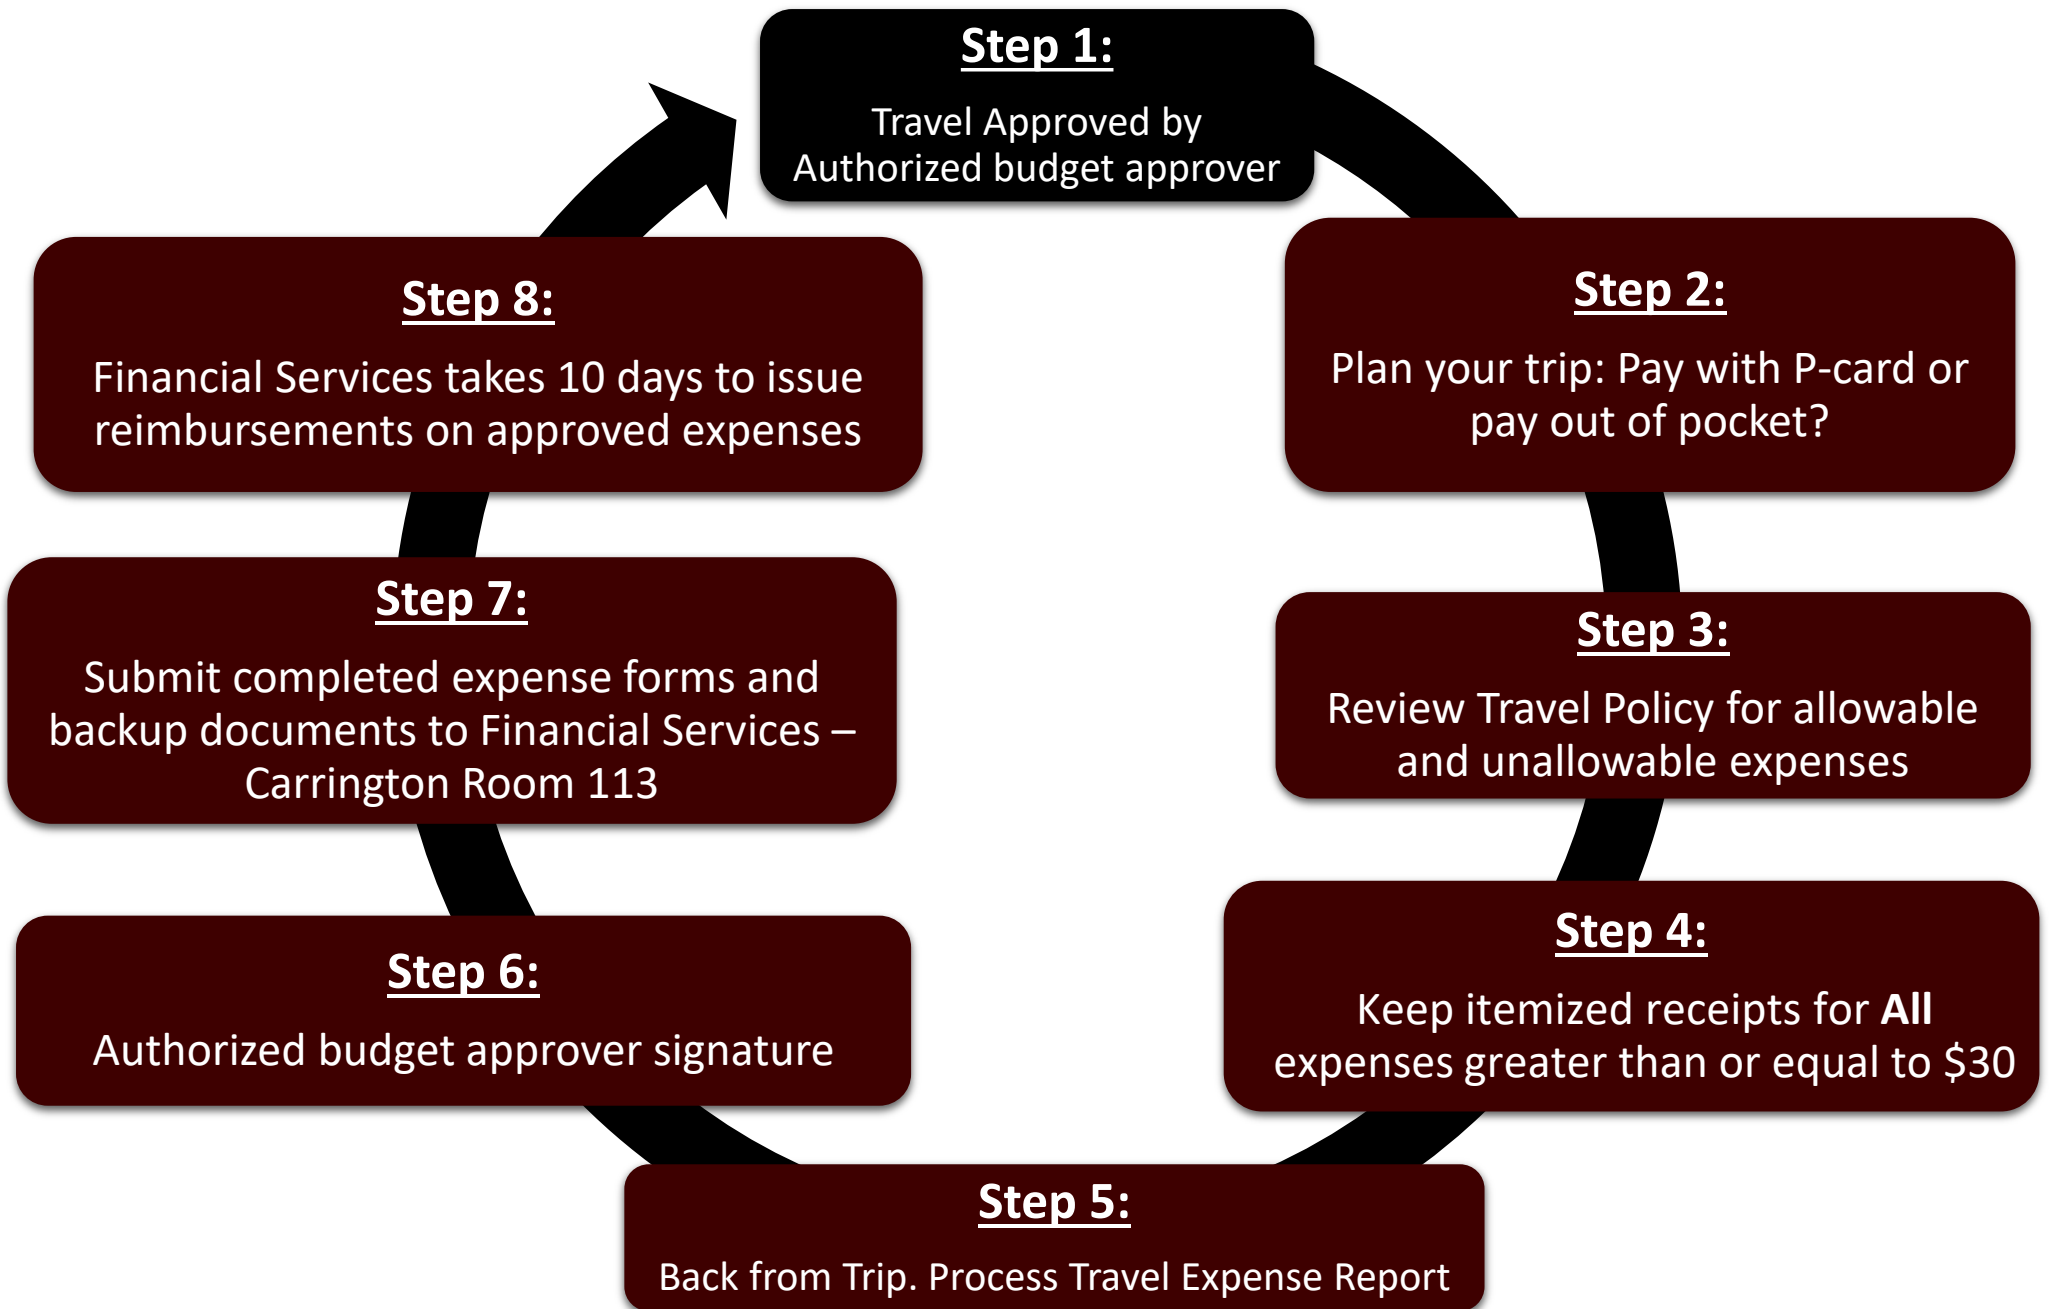 Step 1:
Travel Approved by
Authorized budget approver
Step 2:
Plan your trip: Pay with P-card or
pay out of pocket?
Step 3:
Review Travel Policy for allowable
and unallowable expenses
Step 4:
Keep itemized receipts for All
expenses greater than or equal to $30
Step 5:
Back from Trip. Process Travel Expense Report
Step 6:
Authorized budget approver signature
Step 7:
Submit completed expense forms and
backup documents to Financial Services –
Carrington Room 113
Step 8:
Financial Services takes 10 days to issue
reimbursements on approved expenses